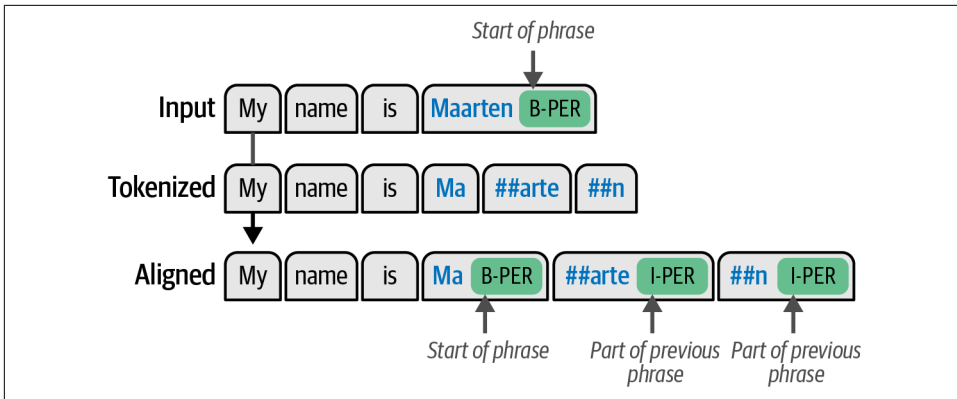 Start of phrase
Input My name is Maarten B-PER
Tokenized My name is Ma ##arte ##n
Aligned My name is Ma B-PER ##arte I-PER ##n I-PER
Start of phrase Part of previous phrase Part of previous phrase